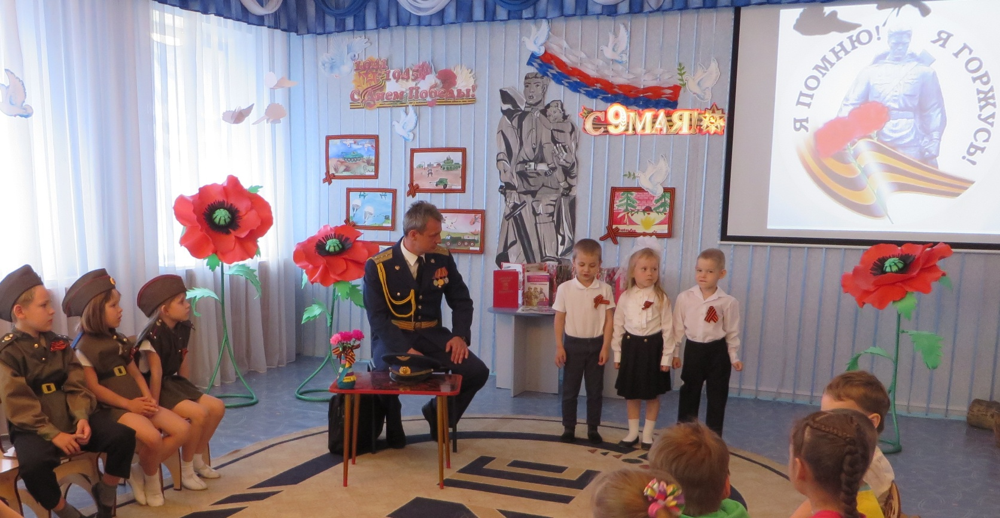 1941
1945
С Днем Победы!
С 9 МАЯ!
Я ПОМНЮ! Я ГОРЖУСЬ!